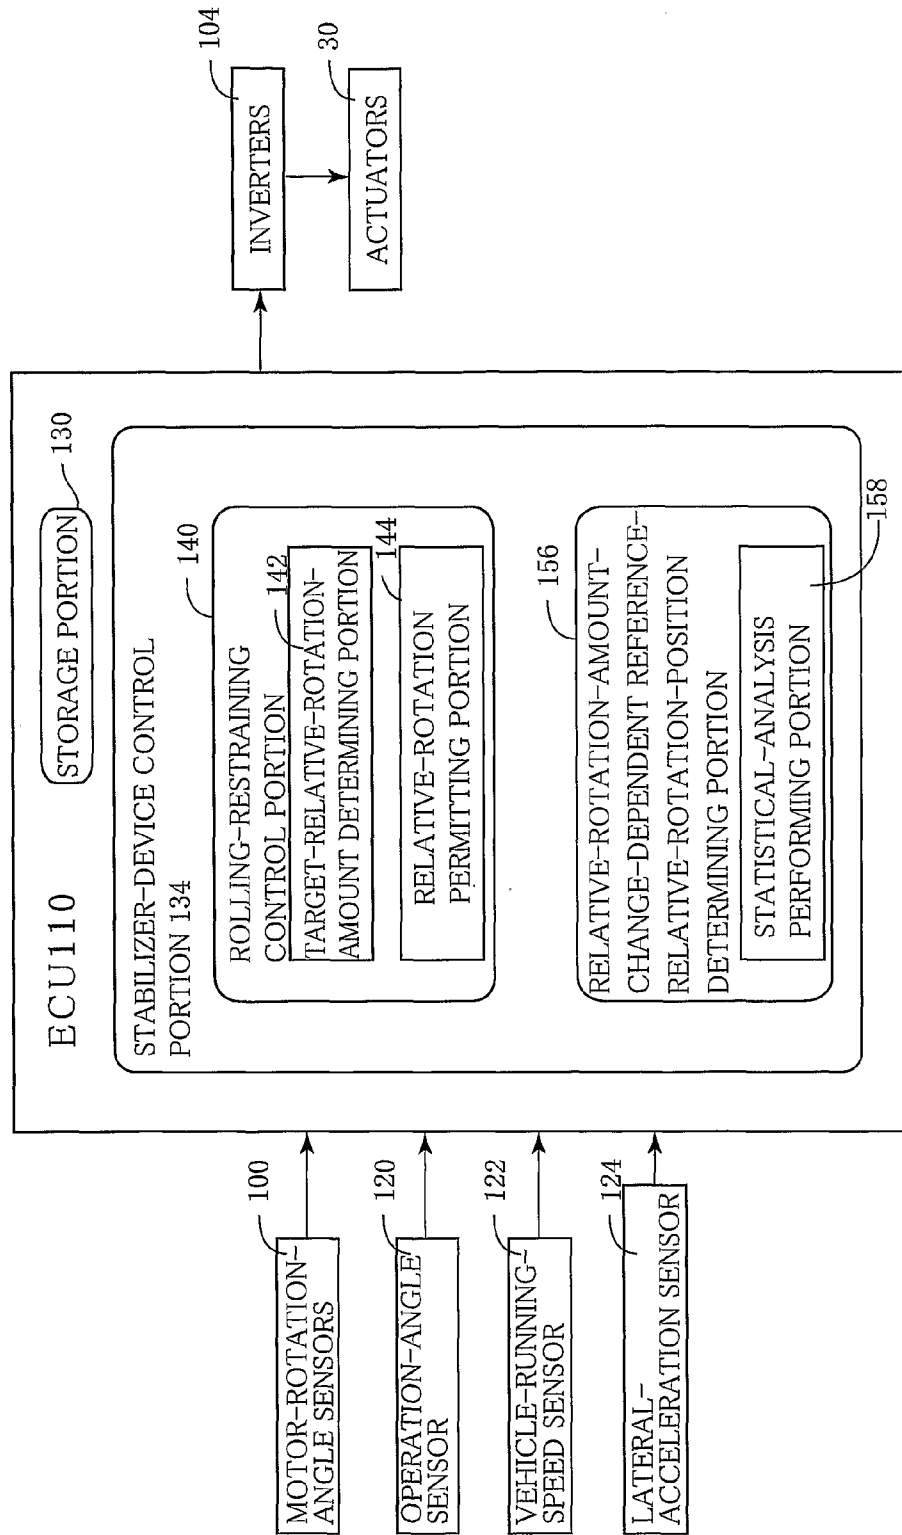 ECU110
STORAGE PORTION
130
STABILIZER-DEVICE CONTROL
PORTION 134
140
ROLLING-RESTRAINING
CONTROL PORTION
142
TARGET-RELATIVE-ROTATION-
AMOUNT DETERMINING PORTION
144
RELATIVE-ROTATION
PERMITTING PORTION
156
RELATIVE-ROTATION-AMOUNT-
CHANGE-DEPENDENT REFERENCE-
RELATIVE-ROTATION-POSITION
DETERMINING PORTION
STATISTICAL-ANALYSIS
PERFORMING PORTION
158
100
MOTOR-ROTATION-
ANGLE SENSORS
120
OPERATION-ANGLE
SENSOR
122
VEHICLE-RUNNING-
SPEED SENSOR
124
LATERAL-
ACCELERATION SENSOR
104
INVERTERS
30
ACTUATORS